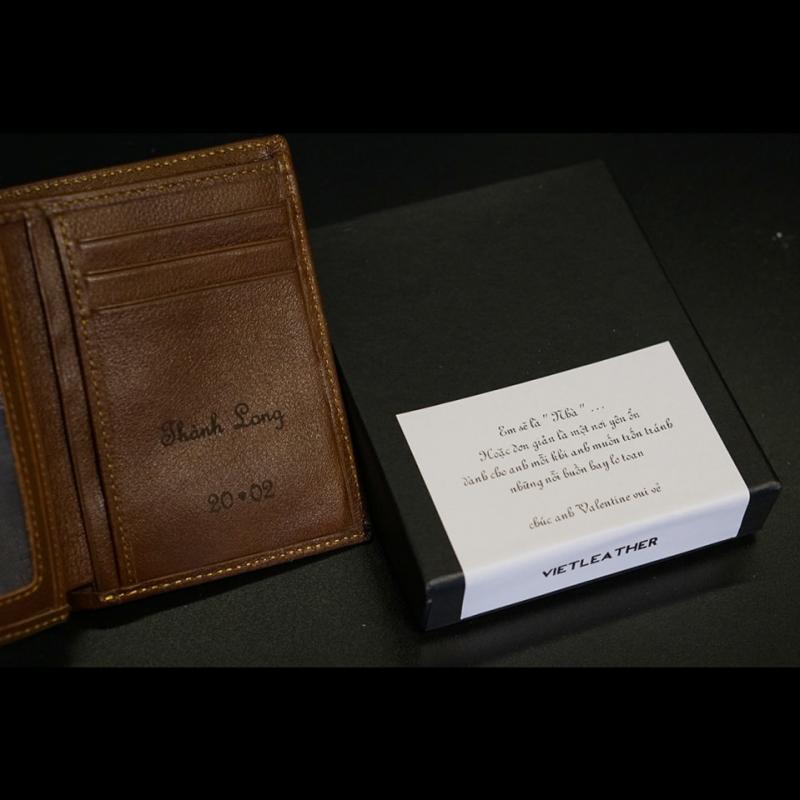 Thành Long
20♥02
Em sẽ là "Nhà" ...
Hoặc đơn giản là một nơi yên ổn
dành cho anh mỗi khi anh muốn trốn tránh
những nỗi buồn hay lo toan
chúc anh Valentine vui vẻ
VIETLEATHER